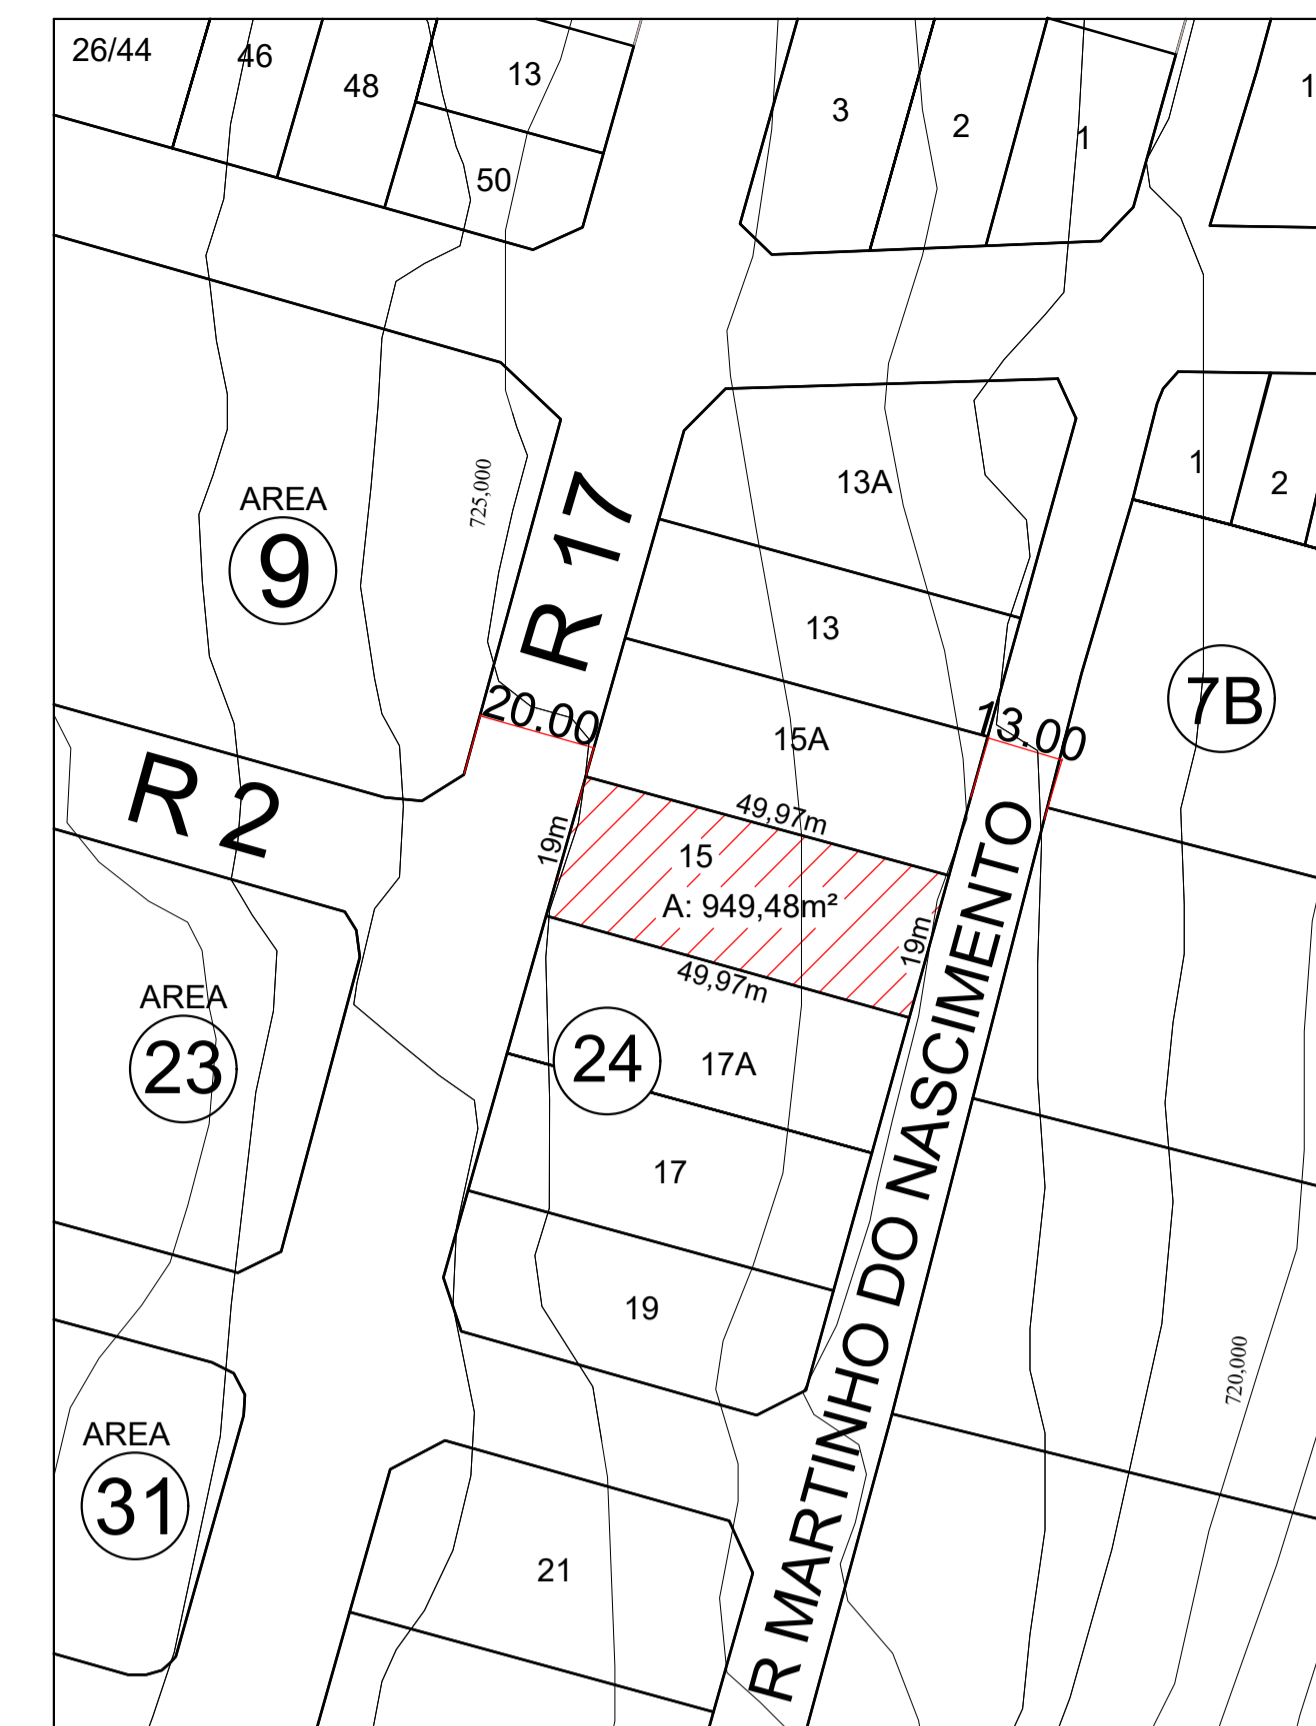 26/44
46
48
13
50
3
2
1
1
AREA
9
725,000
R 17
13A
1
2
13
7B
20.00
13.00
15A
R 2
49,97m
19m
15
A: 949,48m²
19m
49,97m
AREA
23
24
17A
R MARTINHO DO NASCIMENTO
17
19
720,000
AREA
31
21